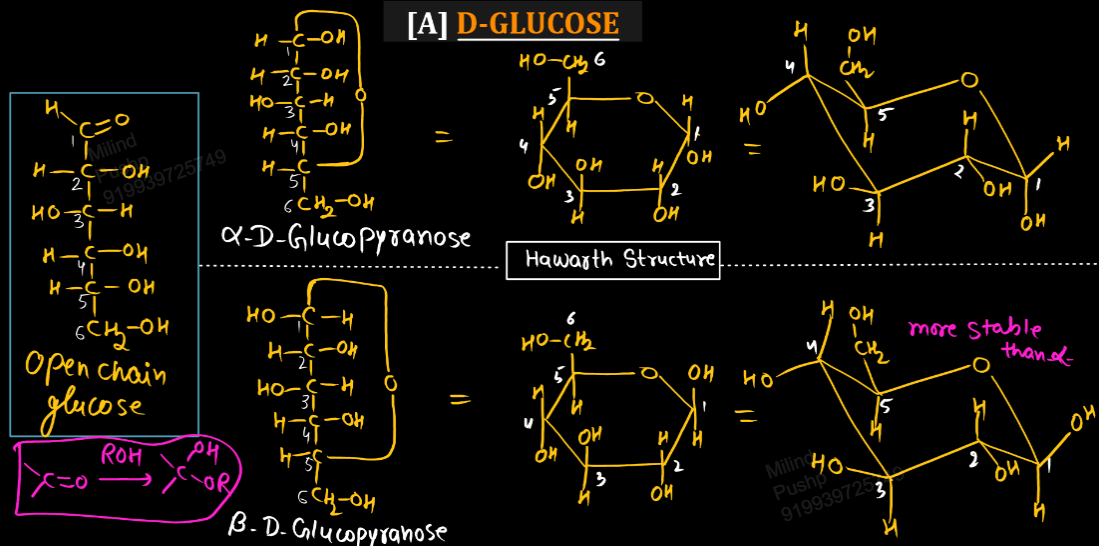 [A] D-GLUCOSE
H
C=O
1
H-C-OH
2
HO-C-H
3
H-C-OH
4
H-C-OH
5
6 CH2-OH
Open chain
glucose
C=O ROH → C OH
OR
H-C-OH
1
H-C-OH
2
HO-C-H
3
O
H-C-OH
4
H-C
5
6 CH2-OH
α-D-Glucopyranose
=
HO-CH2 6
5 O H
H H 1
4 OH H OH
OH 3 2
H OH
=
H OH
4 CH2 O
HO 5
H H H
HO 2
3 OH 1
H OH
Hawarth Structure
HO-C-H
1
H-C-OH
2
HO-C-H
3
O
H-C-OH
4
H-C
5
6 CH2-OH
β-D-Glucopyranose
=
6
HO-CH2
5 O OH
H H 1
4 OH H H
OH 3 2
H OH
=
H OH
4 CH2 O
HO 5
H H OH
HO 2
3 OH 1
H H
more stable
than α-
Milind
Pushp
919939725749
Milind
Pushp